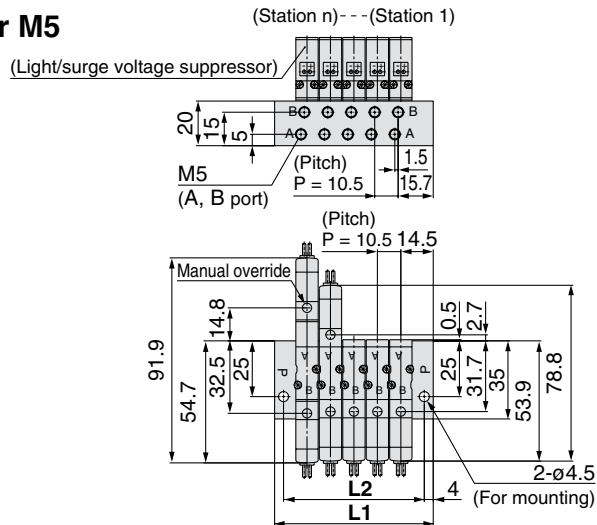 r M5
(Station n)---(Station 1)
(Light/surge voltage suppressor)
B
B
A
A
20
15
5
M5
(A, B port)
(Pitch)
P = 10.5
1.5
15.7
(Pitch)
P = 10.5
14.5
Manual override
14.8
0.5
2.7
91.9
54.7
32.5
25
25
31.7
35
53.9
78.8
P
P
A
A
A
A
B
B
B
B
2-ø4.5
(For mounting)
L2
4
L1